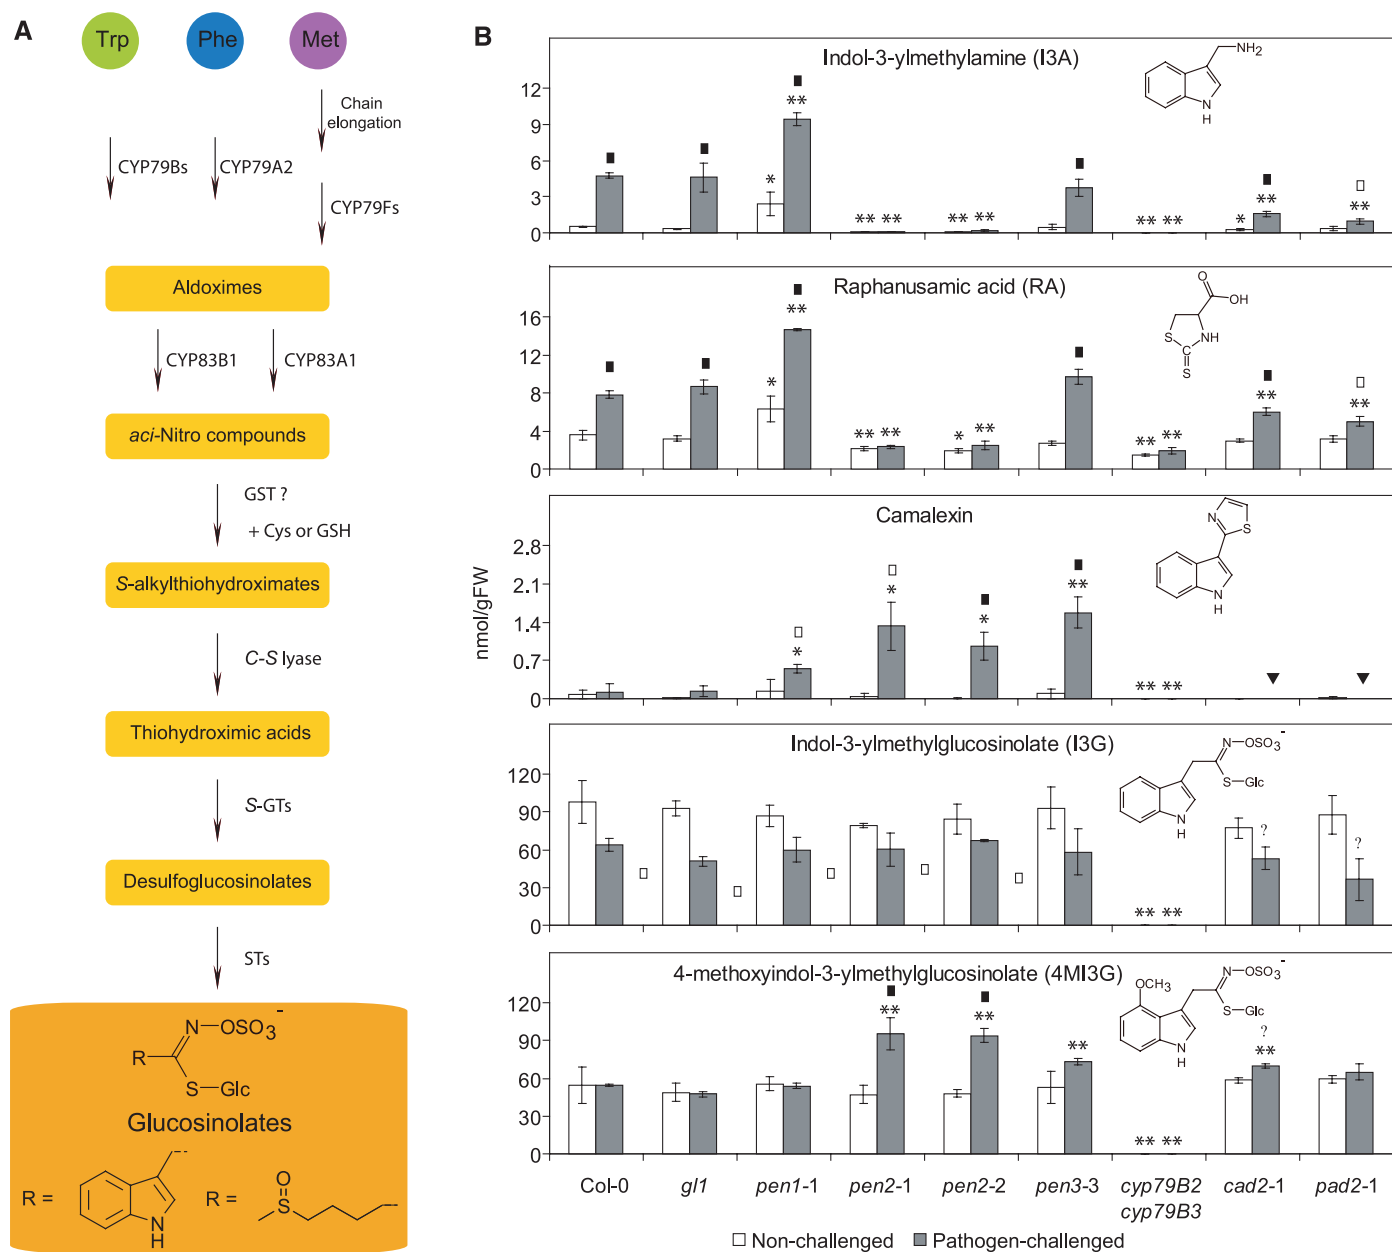 A
Trp Phe Met
Chain
elongation
CYP79Bs CYP79A2
CYP79Fs
Aldoximes
CYP83B1 CYP83A1
aci-Nitro compounds
GST ?
+ Cys or GSH
S-alkylthiohydroximates
C-S lyase
Thiohydroximic acids
S-GTs
Desulfoglucosinolates
STs
N OSO3-
R
S Glc
Glucosinolates
R = N H
R = O S
B
nmol/gFW
Indol-3-ylmethylamine (I3A)
NH2
N
H
12
9
6
3
0
* ** ** ** ** ** ** ** * ** **
Raphanusamic acid (RA)
O
OH
S NH
C
S
16
12
8
4
0
* ** ** ** * ** ** ** ** **
Camalexin
N
S
N
H
2.8
2.1
1.4
0.7
0
* * * ** ** **
Indol-3-ylmethylglucosinolate (I3G)
N OSO3-
S Glc
N
H
120
90
60
30
0
** ** ? ?
4-methoxyindol-3-ylmethylglucosinolate (4MI3G)
OCH3
N OSO3-
S Glc
N
H
120
90
60
30
0
** ** ** ** ** ? **
Col-0 gl1 pen1-1 pen2-1 pen2-2 pen3-3 cyp79B2 cad2-1 pad2-1
cyp79B3
Non-challenged Pathogen-challenged